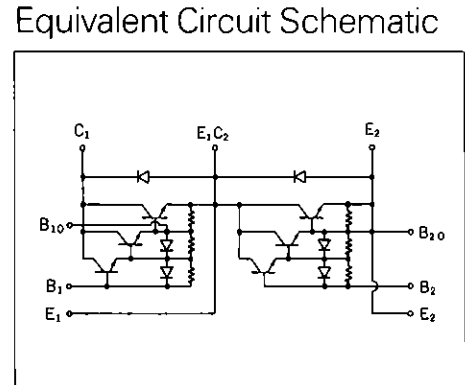 Equivalent Circuit Schematic
C₁ E₁C₂ E₂
B₁₀ B₂₀
B₁ B₂
E₁ E₂